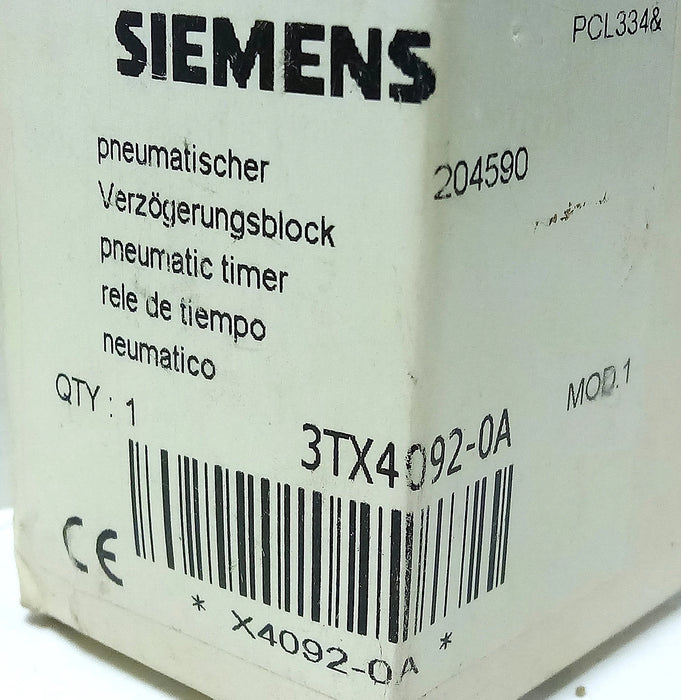 SIEMENS
PCL334&
pneumatischer
Verzögerungsblock
204590
pneumatic timer
rele de tiempo
neumatico
QTY : 1
MOD.1
3TX4092-0A
CE
* X4092-0A *